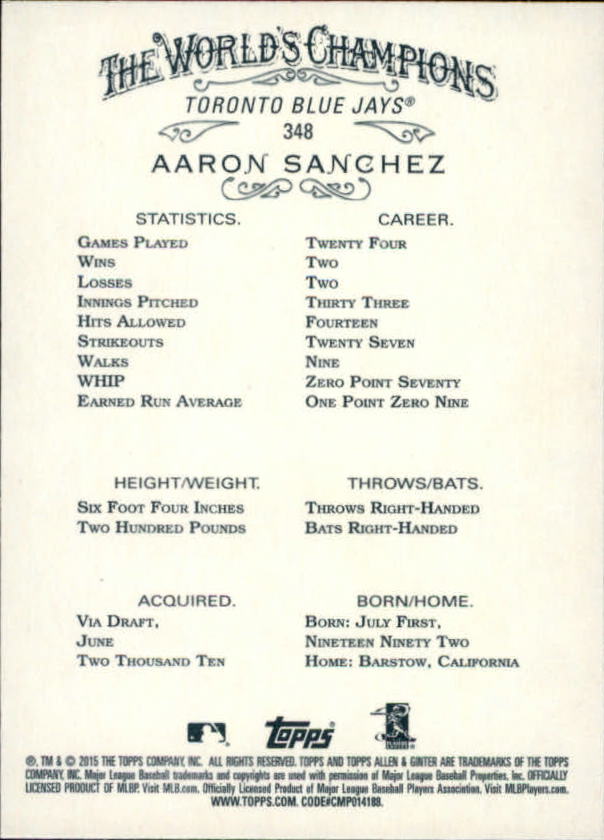 THE WORLD'S CHAMPIONS
TORONTO BLUE JAYS®
348
AARON SANCHEZ
STATISTICS. CAREER.
GAMES PLAYED TWENTY FOUR
WINS TWO
LOSSES TWO
INNINGS PITCHED THIRTY THREE
HITS ALLOWED FOURTEEN
STRIKEOUTS TWENTY SEVEN
WALKS NINE
WHIP ZERO POINT SEVENTY
EARNED RUN AVERAGE ONE POINT ZERO NINE
HEIGHT/WEIGHT. THROWS/BATS.
SIX FOOT FOUR INCHES THROWS RIGHT-HANDED
TWO HUNDRED POUNDS BATS RIGHT-HANDED
ACQUIRED. BORN/HOME.
VIA DRAFT, BORN: JULY FIRST,
JUNE NINETEEN NINETY TWO
TWO THOUSAND TEN HOME: BARSTOW, CALIFORNIA
topps
®, TM & © 2015 THE TOPPS COMPANY, INC. ALL RIGHTS RESERVED. TOPPS AND TOPPS ALLEN & GINTER ARE TRADEMARKS OF THE TOPPS
COMPANY, INC. Major League Baseball trademarks and copyrights are used with permission of Major League Baseball Properties, Inc. OFFICIALLY
LICENSED PRODUCT OF MLBP. Visit MLB.com. Officially Licensed Product of Major League Baseball Players Association. Visit MLBPlayers.com.
WWW.TOPPS.COM. CODE#CMP014188.